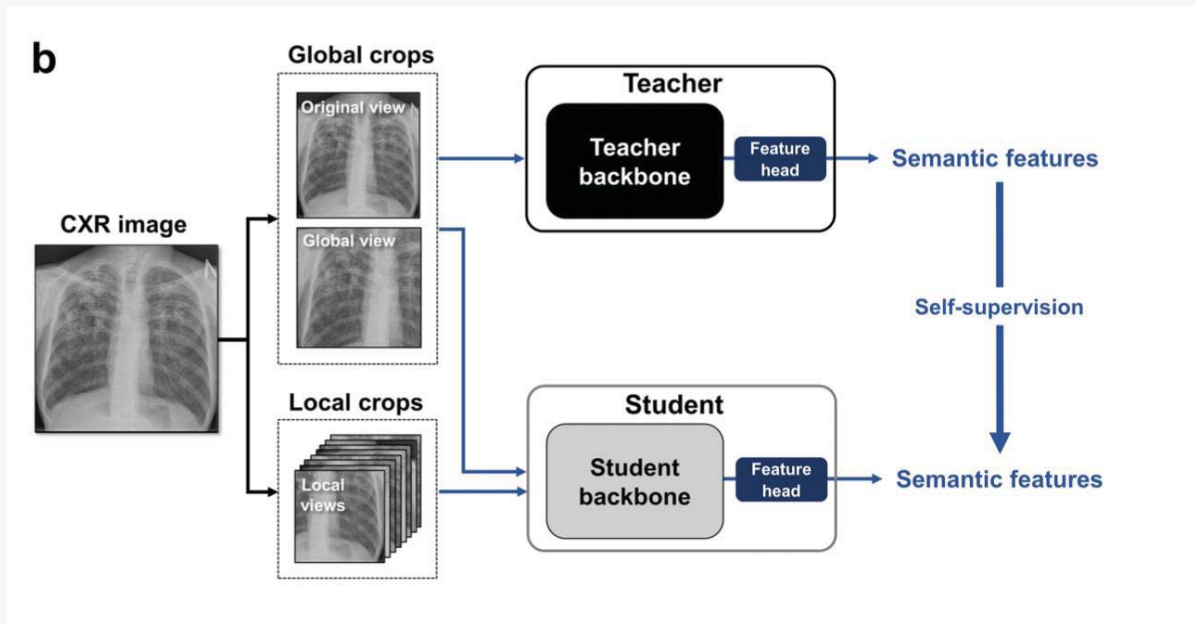 b
Global crops
Original view
Global view
CXR image
Local crops
Local
views
Teacher
Teacher
backbone
Feature
head
Semantic features
Self-supervision
Student
Student
backbone
Feature
head
Semantic features